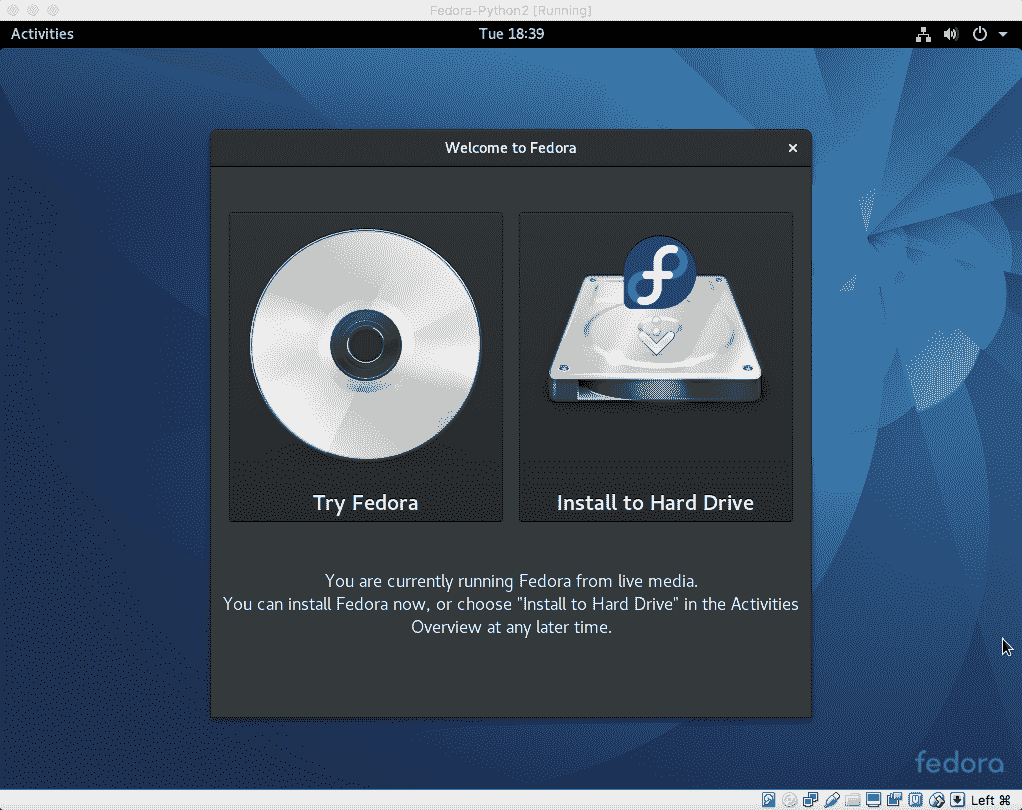 Fedora-Python2 [Running]
Activities
Tue 18:39
Welcome to Fedora
Try Fedora
Install to Hard Drive
You are currently running Fedora from live media.
You can install Fedora now, or choose "Install to Hard Drive" in the Activities
Overview at any later time.
fedora
Left ⌘